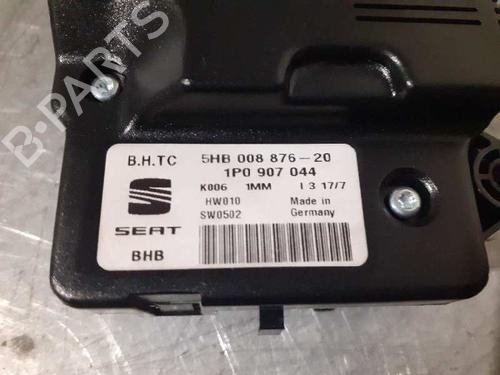 B-PARTS
B.H.TC
5HB 008 876-20
1P0 907 044
K006 1MM I 3 17/7
HW010 Made in
SW0502 Germany
SEAT
BHB